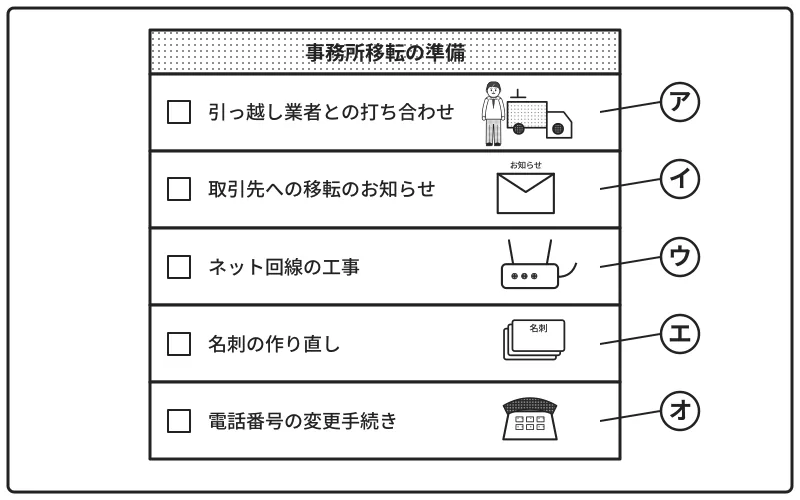 事務所移転の準備
引っ越し業者との打ち合わせ
ア
お知らせ
取引先への移転のお知らせ
イ
ネット回線の工事
ウ
名刺の作り直し
名刺
エ
電話番号の変更手続き
オ